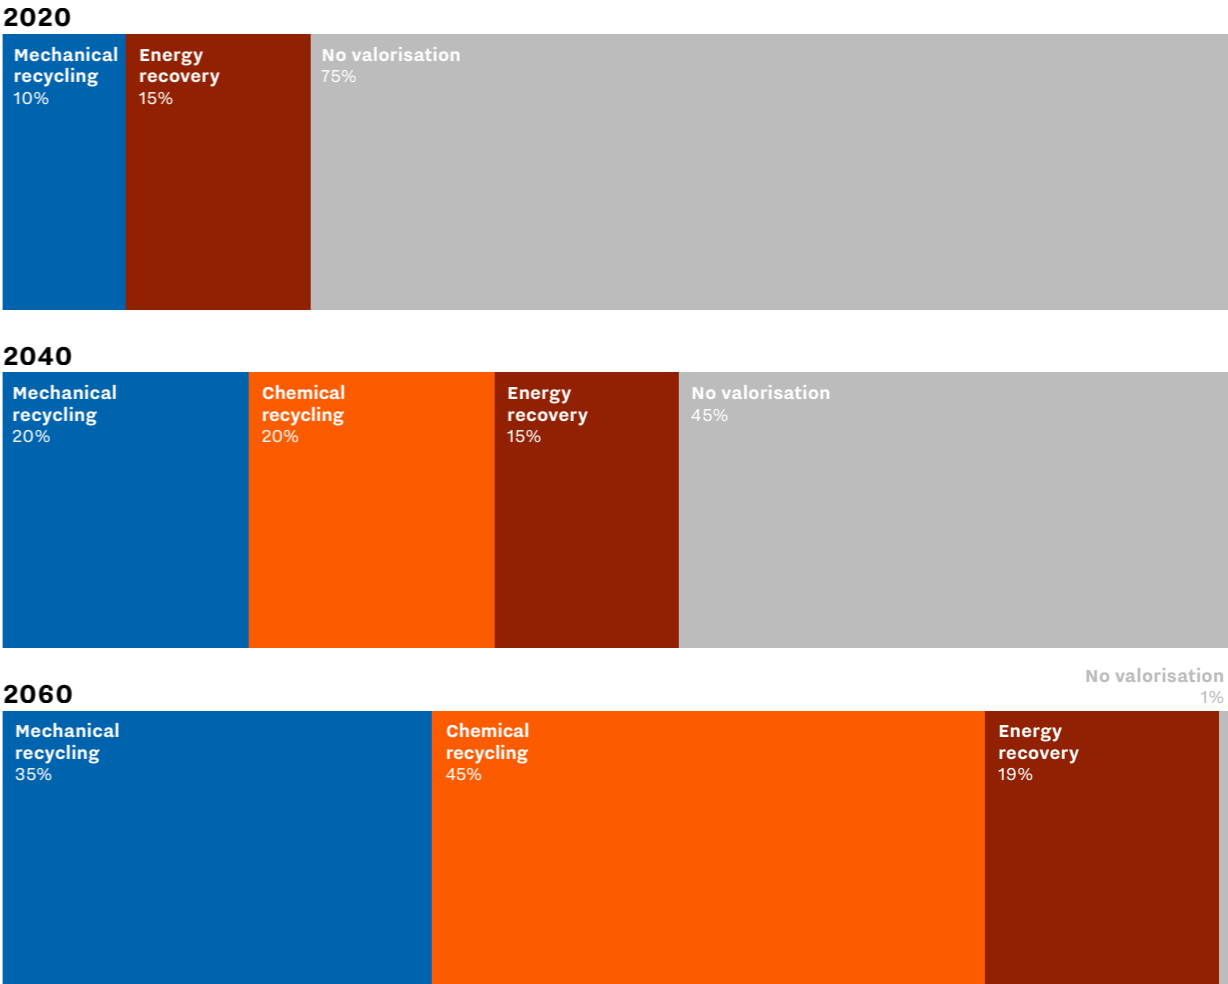 2020
Mechanical
recycling
10%
Energy
recovery
15%
No valorisation
75%
2040
Mechanical
recycling
20%
Chemical
recycling
20%
Energy
recovery
15%
No valorisation
45%
No valorisation
1%
2060
Mechanical
recycling
35%
Chemical
recycling
45%
Energy
recovery
19%